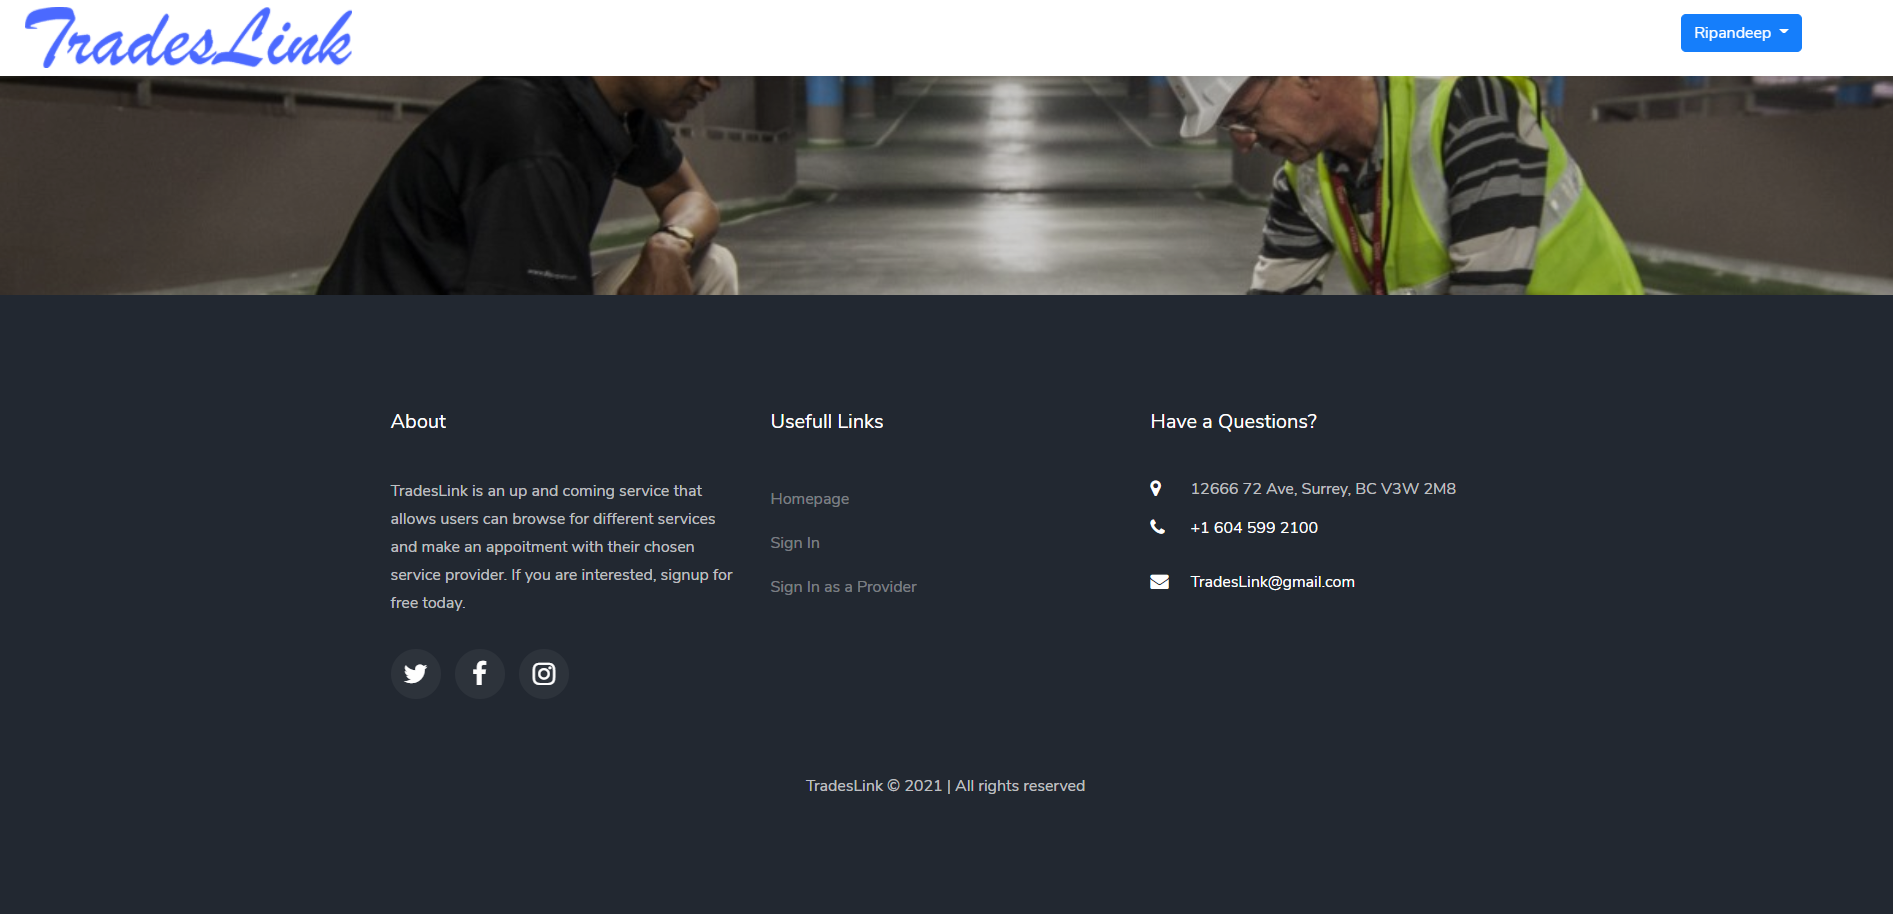 TradesLink
Ripandeep
About
TradesLink is an up and coming service that
allows users can browse for different services
and make an appoitment with their chosen
service provider. If you are interested, signup for
free today.
Usefull Links
Homepage
Sign In
Sign In as a Provider
Have a Questions?
12666 72 Ave, Surrey, BC V3W 2M8
+1 604 599 2100
TradesLink@gmail.com
TradesLink © 2021 | All rights reserved